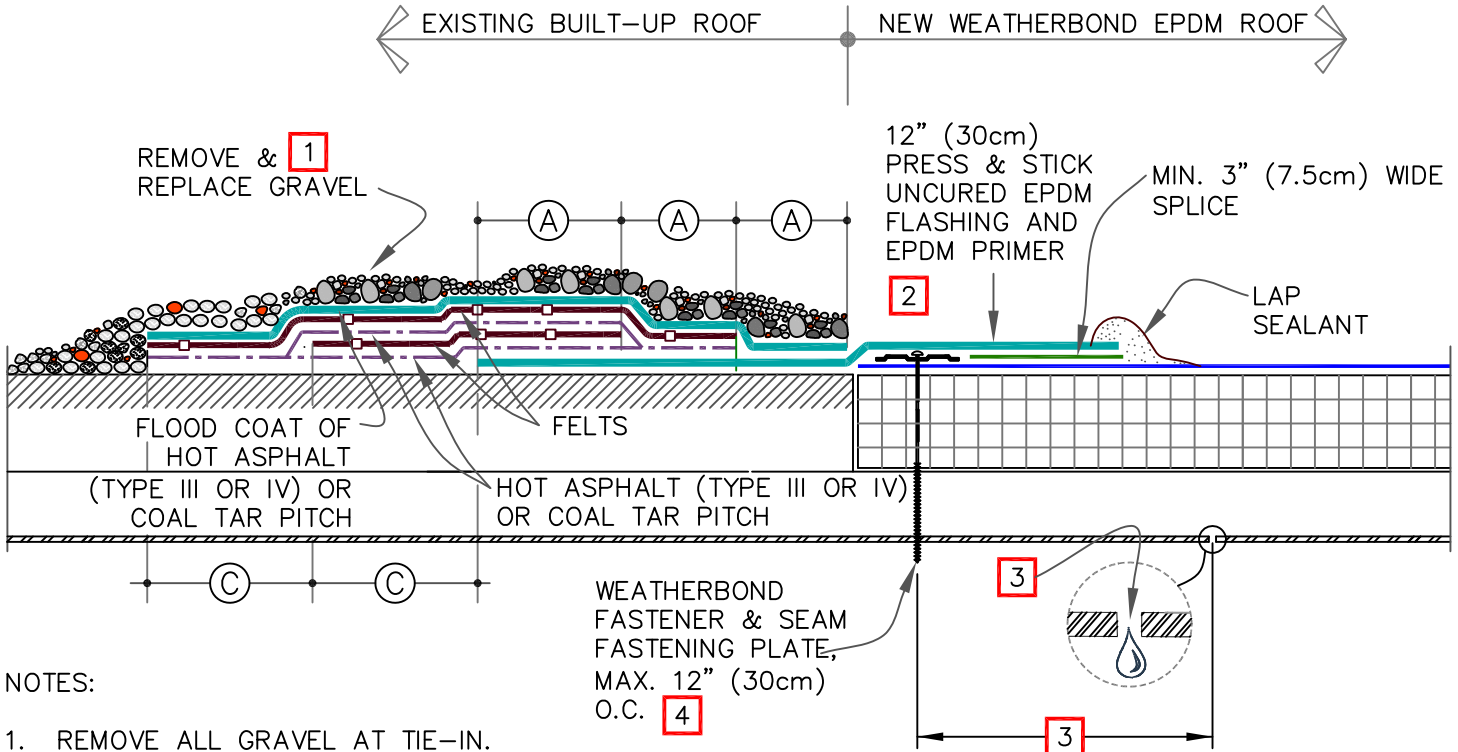 EXISTING BUILT-UP ROOF
NEW WEATHERBOND EPDM ROOF
REMOVE & 1
REPLACE GRAVEL
12" (30cm)
PRESS & STICK
UNCURED EPDM
FLASHING AND
EPDM PRIMER
2
MIN. 3" (7.5cm) WIDE
SPLICE
A
A
A
LAP
SEALANT
FLOOD COAT OF
HOT ASPHALT
(TYPE III OR IV) OR
COAL TAR PITCH
FELTS
HOT ASPHALT (TYPE III OR IV)
OR COAL TAR PITCH
C
C
WEATHERBOND
FASTENER & SEAM
FASTENING PLATE,
MAX. 12" (30cm)
O.C. 4
3
3
NOTES:
1. REMOVE ALL GRAVEL AT TIE-IN.